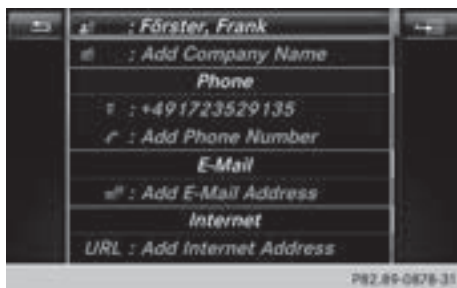 : Förster, Frank
: Add Company Name
Phone
: +491723529135
: Add Phone Number
E-Mail
: Add E-Mail Address
Internet
URL : Add Internet Address
P82.89-0878-31